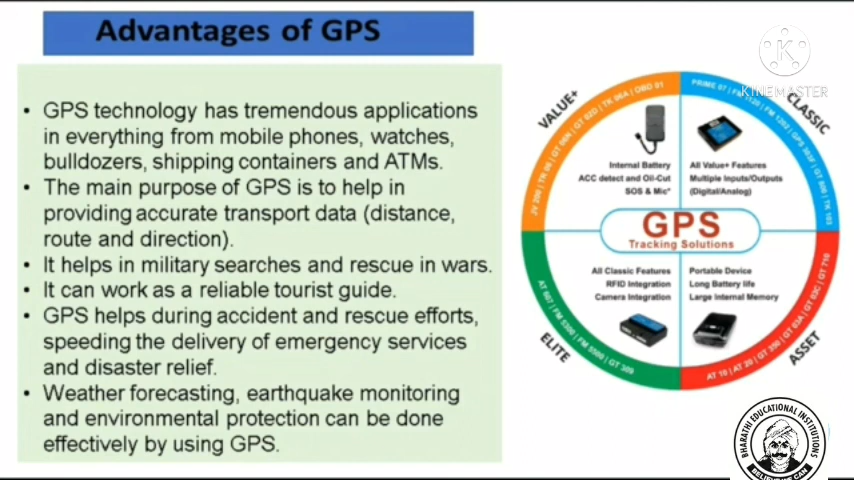 Advantages of GPS
• GPS technology has tremendous applications
in everything from mobile phones, watches,
bulldozers, shipping containers and ATMs.
• The main purpose of GPS is to help in
providing accurate transport data (distance,
route and direction).
• It helps in military searches and rescue in wars.
• It can work as a reliable tourist guide.
• GPS helps during accident and rescue efforts,
speeding the delivery of emergency services
and disaster relief.
• Weather forecasting, earthquake monitoring
and environmental protection can be done
effectively by using GPS.
KINEMASTER
VALUE+
CLASSIC
Internal Battery
ACC detect and Oil-Cut
SOS & Mic*
All Value+ Features
Multiple Inputs/Outputs
(Digital/Analog)
GPS
Tracking Solutions
All Classic Features
RFID Integration
Camera Integration
Portable Device
Long Battery life
Large Internal Memory
ELITE
ASSET
BHARATHI EDUCATIONAL INSTITUTIONS